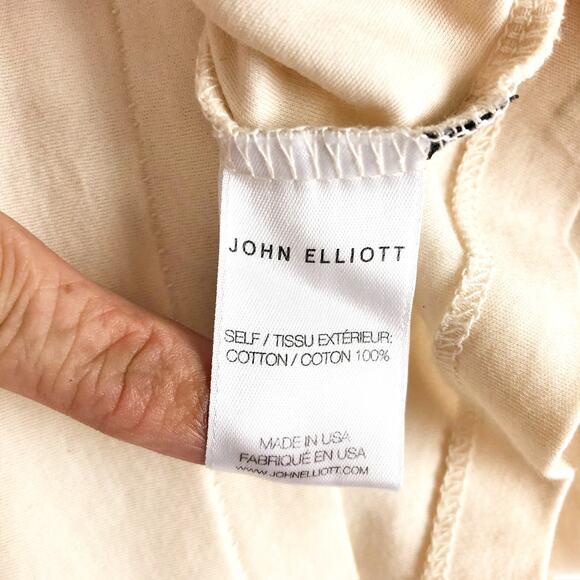 JOHN ELLIOTT
SELF / TISSU EXTÉRIEUR:
COTTON / COTON 100%
MADE IN USA
FABRIQUÉ EN USA
WWW.JOHNELLIOTT.COM